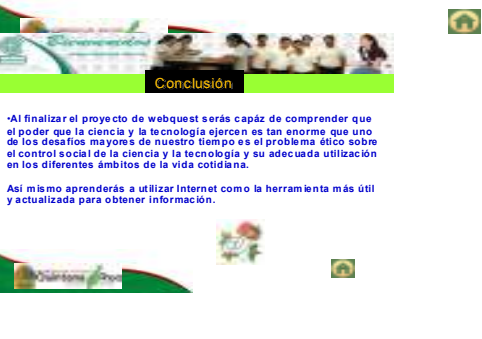 Bienvenidos
Conclusión
•Al finalizar el proyecto de webquest serás capáz de comprender que
el poder que la ciencia y la tecnología ejercen es tan enorme que uno
de los desafíos mayores de nuestro tiempo es el problema ético sobre
el control social de la ciencia y la tecnología y su adecuada utilización
en los diferentes ámbitos de la vida cotidiana.
Así mismo aprenderás a utilizar Internet como la herramienta más útil
y actualizada para obtener información.
Quintana Roo